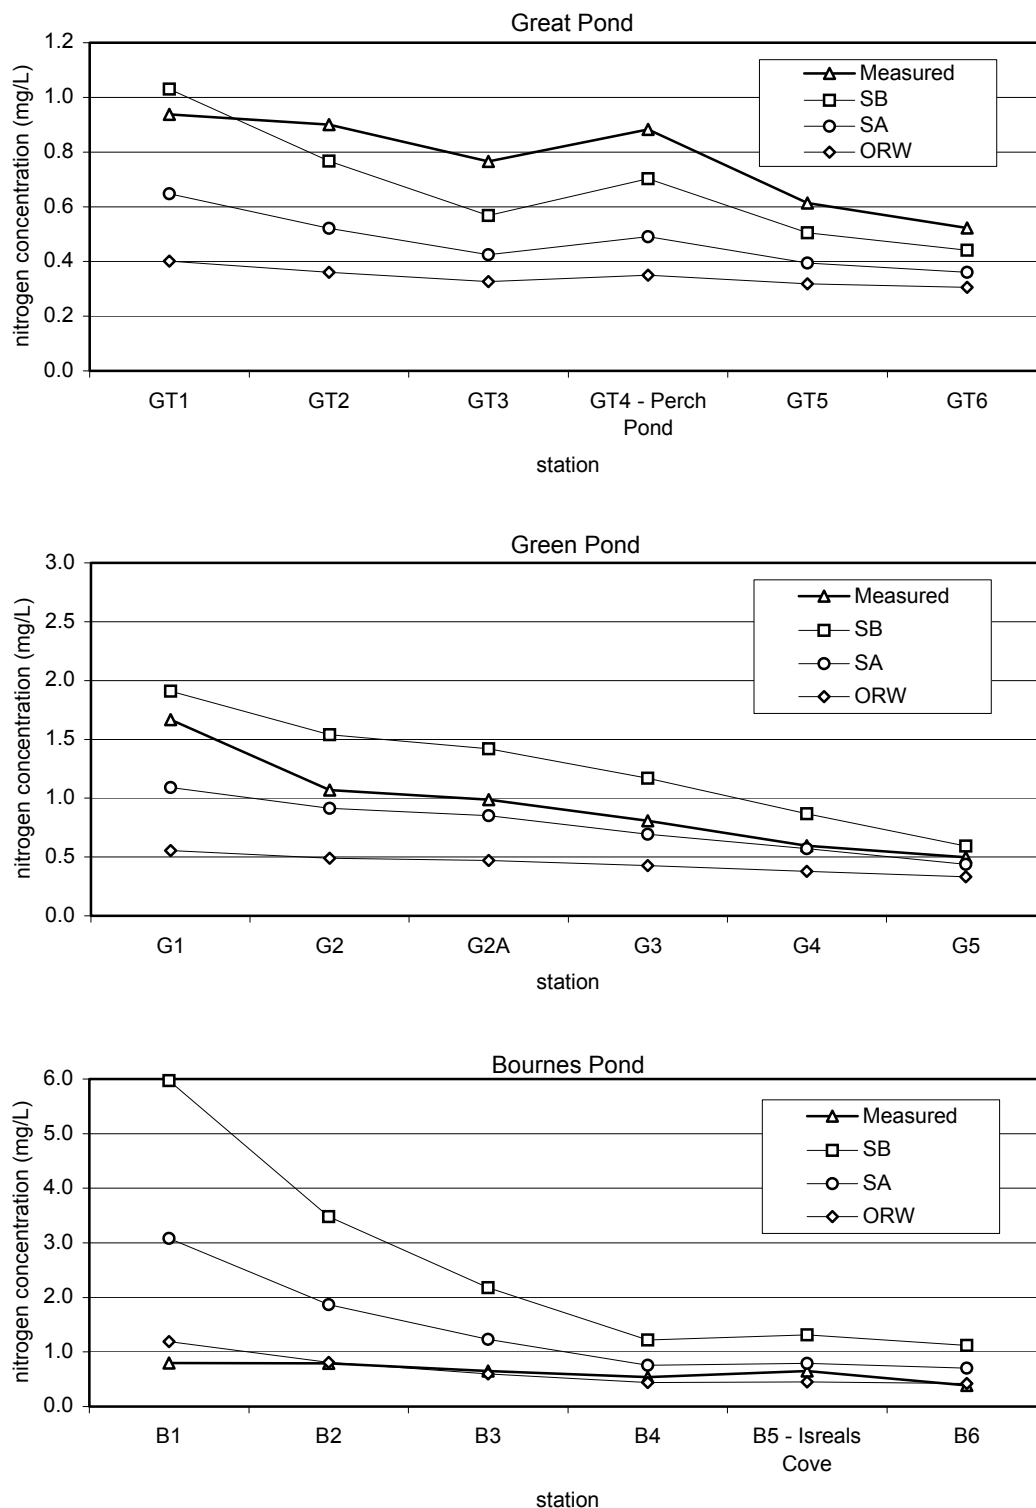 Great Pond
1.2
1.0
0.8
0.6
0.4
0.2
0.0
nitrogen concentration (mg/L)
Measured
SB
SA
ORW
GT1 GT2 GT3 GT4 - Perch GT5 GT6
Pond
station
Green Pond
3.0
2.5
2.0
1.5
1.0
0.5
0.0
nitrogen concentration (mg/L)
Measured
SB
SA
ORW
G1 G2 G2A G3 G4 G5
station
Bournes Pond
6.0
5.0
4.0
3.0
2.0
1.0
0.0
nitrogen concentration (mg/L)
Measured
SB
SA
ORW
B1 B2 B3 B4 B5 - Isreals B6
Cove
station